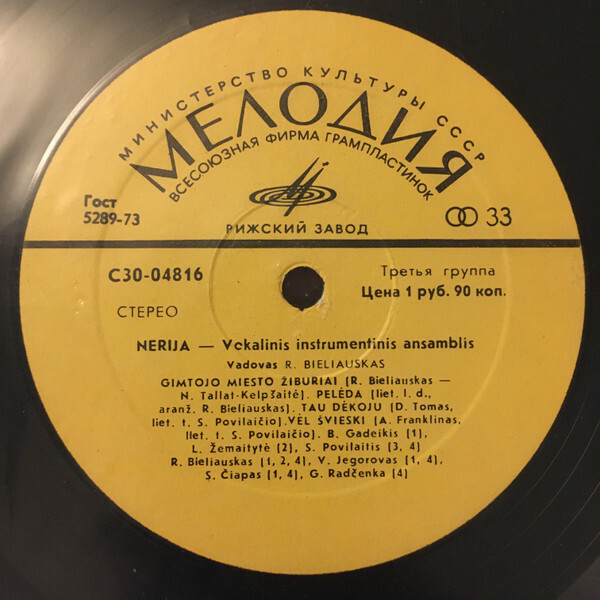 МИНИСТЕРСТВО КУЛЬТУРЫ СССР
МЕЛОДИЯ
ВСЕСОЮЗНАЯ ФИРМА ГРАМПЛАСТИНОК
Гост
5289-73
33
РИЖСКИЙ ЗАВОД
С30-04816
Третья группа
Цена 1 руб. 90 коп.
СТЕРЕО
NERIJA — Vokalinis instrumentinis ansamblis
Vadovas R. BIELIAUSKAS
GIMTOJO MIESTO ŽIBURIAI (R. Bieliauskas —
N. Tallat-Kelpšaitė). PELĖDA (liet. l. d.,
aranž. R. Bieliauskas). TAU DĖKOJU (D. Tomas,
liet. t. S. Povilaičio).VĖL ŠVIESKI (A. Franklinas,
llet. t. S. Povilaičio). B. Gadeikis (1),
L. Žemaitytė (2), S. Povilaitis (3, 4)
R. Bieliauskas (1, 2, 4), V. Jegorovas (1, 4),
S. Čiapas (1, 4), G. Radčenka (4)